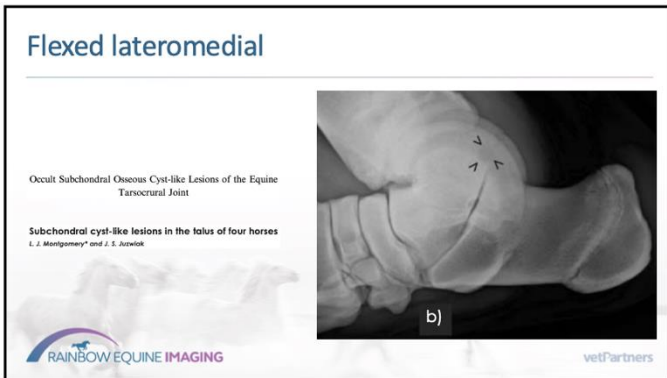 Flexed lateromedial
Occult Subchondral Osseous Cyst-like Lesions of the Equine
Tarsocrural Joint
Subchondral cyst-like lesions in the talus of four horses
L. J. Montgomery* and J. S. Juzwiak
b)
RAINBOW EQUINE IMAGING
vetPartners